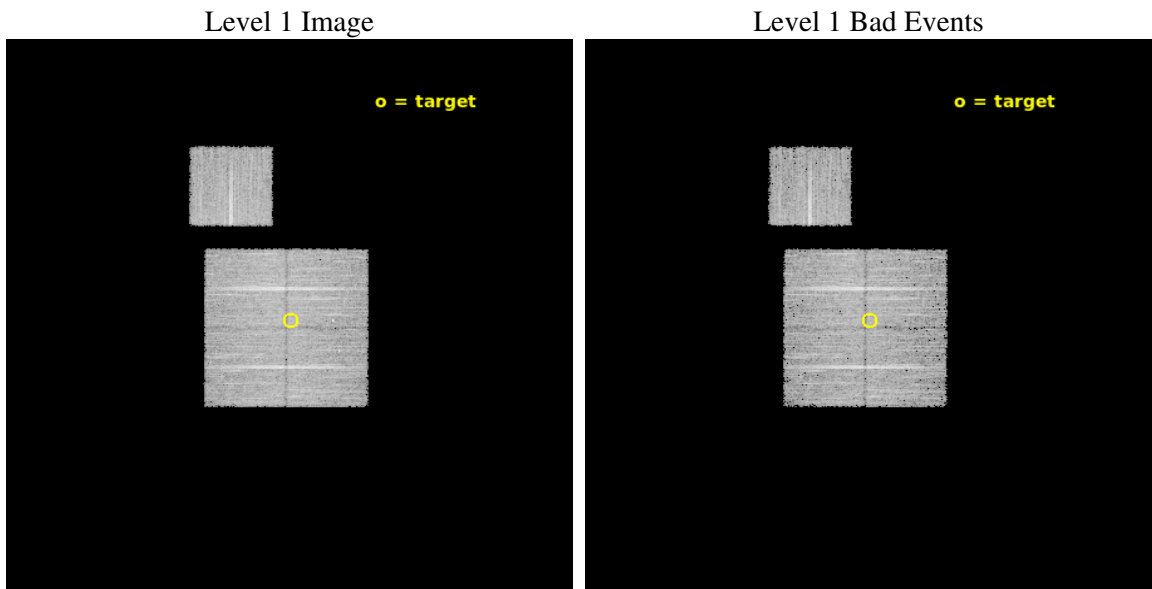 Level 1 Image
Level 1 Bad Events
o = target
o = target